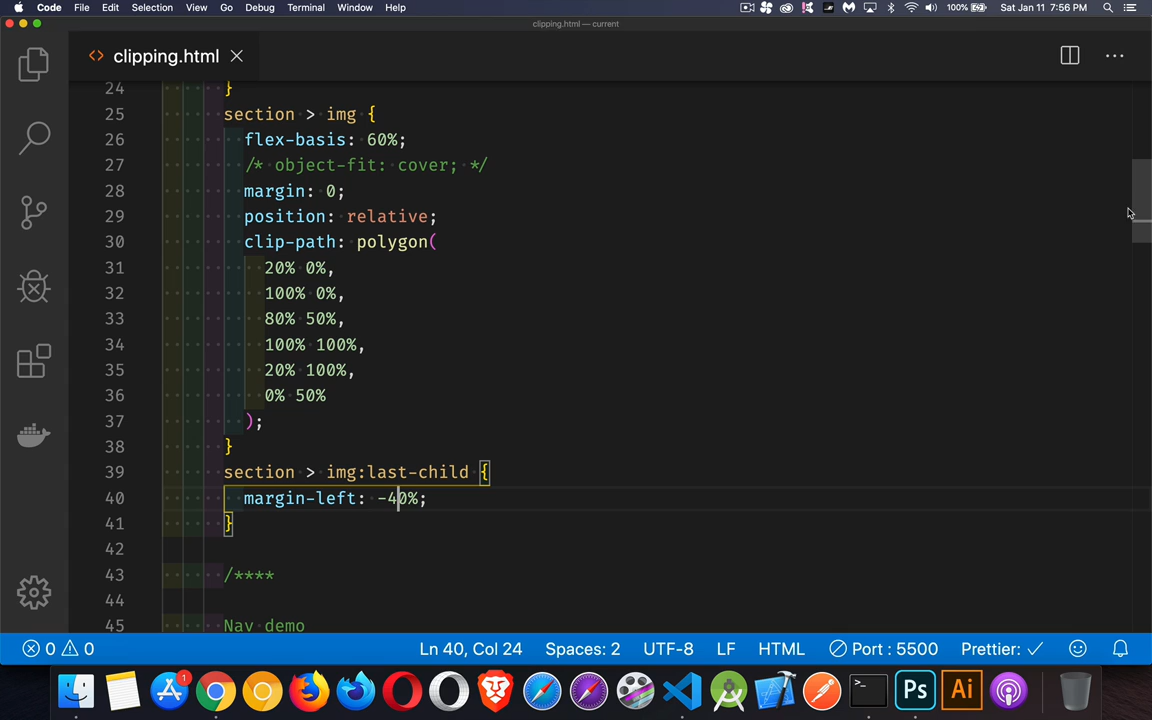 Code File Edit Selection View Go Debug Terminal Window Help 100% Sat Jan 11 7:56 PM
clipping.html — current
<> clipping.html
24 }
25 section > img {
26 flex-basis: 60%;
27 /* object-fit: cover; */
28 margin: 0;
29 position: relative;
30 clip-path: polygon(
31 20% 0%,
32 100% 0%,
33 80% 50%,
34 100% 100%,
35 20% 100%,
36 0% 50%
37 );
38 }
39 section > img:last-child {
40 margin-left: -40%;
41 }
42
43 /****
44
45 Nav demo
0 0 Ln 40, Col 24 Spaces: 2 UTF-8 LF HTML Port : 5500 Prettier: ✓
1
>_ Ps Ai